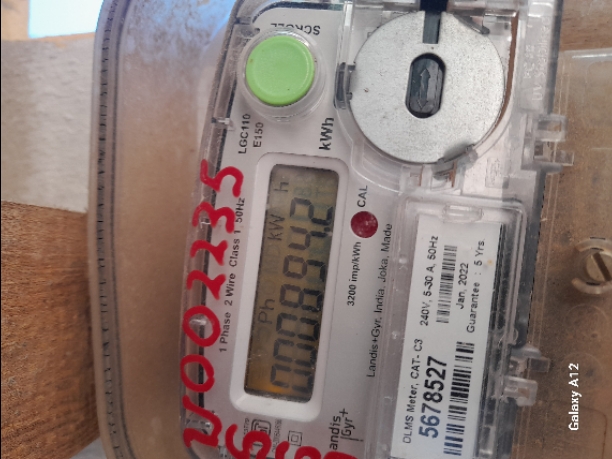 SCROLL
LGC110
E150
kWh
W002235
1 Phase 2 Wire Class 1 50Hz
Ph KW h
CAL
3200 imp/kWh
Landis+Gyr, India, Joka, Made
andis
Gyr+
240V, 5-30 A, 50Hz
Jan, 2022
Guarantee : 5 Yrs.
DLMS Meter, CAT- C3
5678527
Galaxy A12